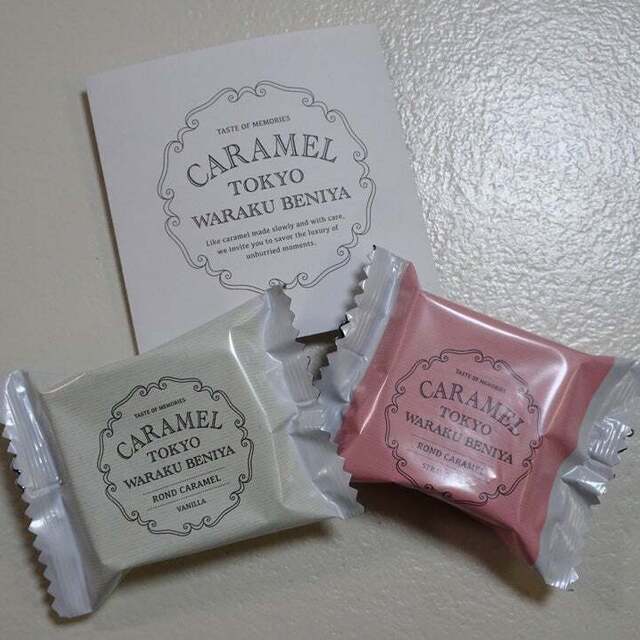 TASTE OF MEMORIES
CARAMEL
TOKYO
WARAKU BENIYA
Like caramel made slowly and with care,
we invite you to savor the luxury of
unhurried moments.
TASTE OF MEMORIES
CARAMEL
TOKYO
WARAKU BENIYA
ROND CARAMEL
VANILLA
TASTE OF MEMORIES
CARAMEL
TOKYO
WARAKU BENIYA
ROND CARAMEL